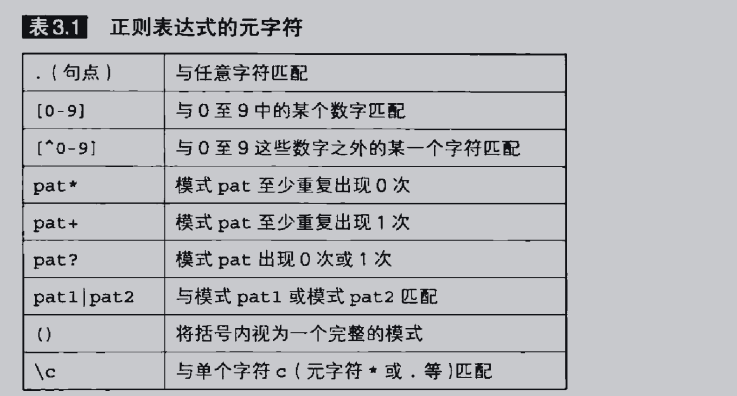 表3.1 正则表达式的元字符
.(句点) 与任意字符匹配
[0-9] 与0至9中的某个数字匹配
[^0-9] 与0至9这些数字之外的某一个字符匹配
pat* 模式 pat 至少重复出现0次
pat+ 模式 pat 至少重复出现1次
pat? 模式 pat 出现0次或1次
pat1|pat2 与模式 pat1 或模式 pat2 匹配
() 将括号内视为一个完整的模式
\c 与单个字符 c(元字符 * 或 . 等)匹配